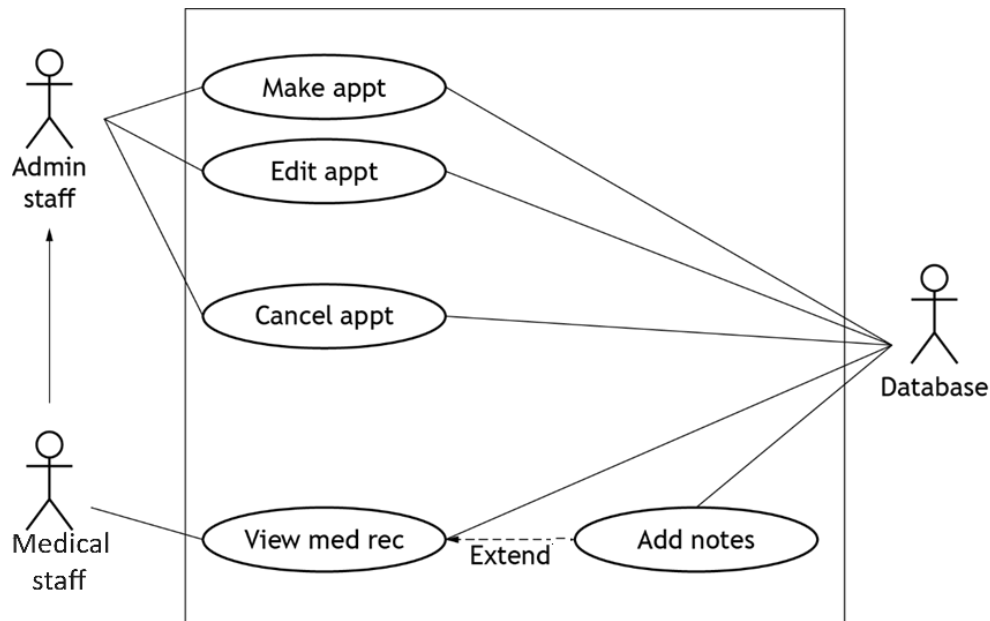 Make appt
Admin
staff
Edit appt
Cancel appt
Database
Medical
staff
View med rec
Extend
Add notes